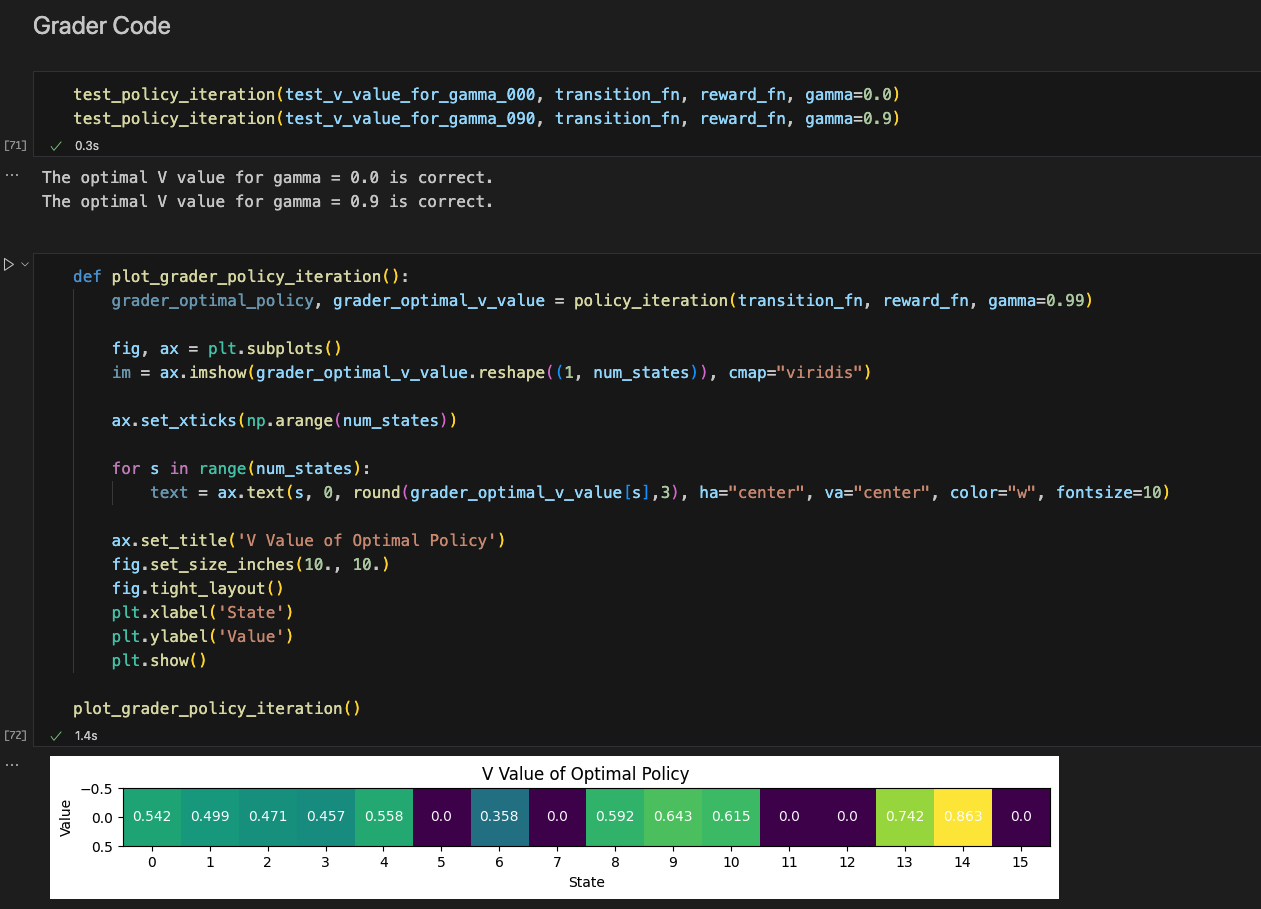 Grader Code
test_policy_iteration(test_v_value_for_gamma_000, transition_fn, reward_fn, gamma=0.0)
test_policy_iteration(test_v_value_for_gamma_090, transition_fn, reward_fn, gamma=0.9)
[71]
0.3s
...
The optimal V value for gamma = 0.0 is correct.
The optimal V value for gamma = 0.9 is correct.
def plot_grader_policy_iteration():
grader_optimal_policy, grader_optimal_v_value = policy_iteration(transition_fn, reward_fn, gamma=0.99)
fig, ax = plt.subplots()
im = ax.imshow(grader_optimal_v_value.reshape((1, num_states)), cmap="viridis")
ax.set_xticks(np.arange(num_states))
for s in range(num_states):
text = ax.text(s, 0, round(grader_optimal_v_value[s],3), ha="center", va="center", color="w", fontsize=10)
ax.set_title('V Value of Optimal Policy')
fig.set_size_inches(10., 10.)
fig.tight_layout()
plt.xlabel('State')
plt.ylabel('Value')
plt.show()
plot_grader_policy_iteration()
[72]
1.4s
...
V Value of Optimal Policy
Value
−0.5
0.0
0.5
0.542 0.499 0.471 0.457 0.558 0.0 0.358 0.0 0.592 0.643 0.615 0.0 0.0 0.742 0.863 0.0
0 1 2 3 4 5 6 7 8 9 10 11 12 13 14 15
State